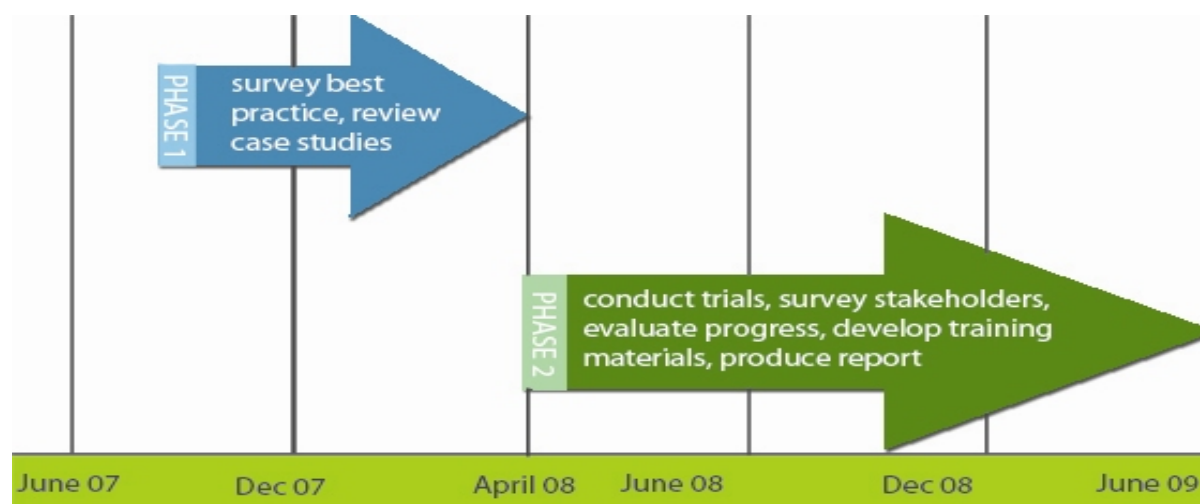 PHASE 1
survey best
practice, review
case studies
PHASE 2
conduct trials, survey stakeholders,
evaluate progress, develop training
materials, produce report
June 07 Dec 07 April 08 June 08 Dec 08 June 09